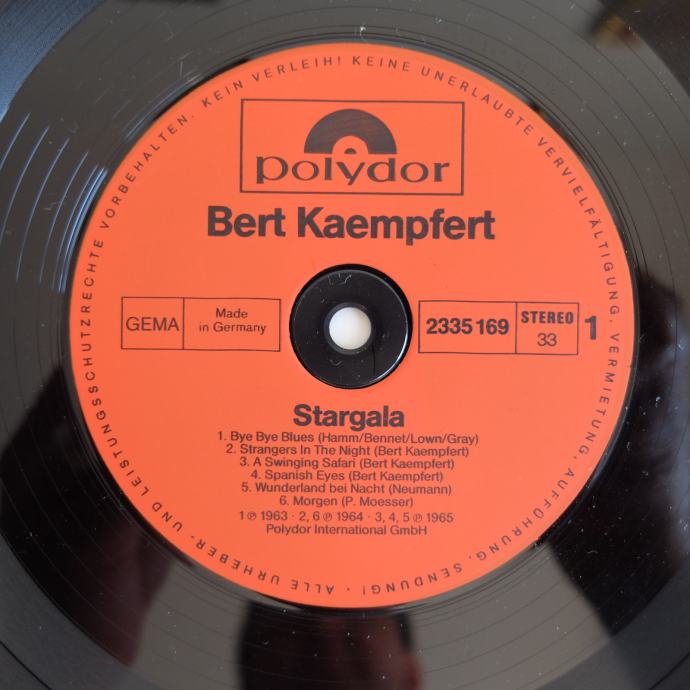 ALLE URHEBER- UND LEISTUNGSSCHUTZRECHTE VORBEHALTEN. KEIN VERLEIH! KEINE UNERLAUBTE VERVIELFÄLTIGUNG, VERMIETUNG, AUFFÜHRUNG, SENDUNG! •
polydor
Bert Kaempfert
GEMA
Made
in Germany
2335 169
STEREO
33
1
Stargala
1. Bye Bye Blues (Hamm/Bennet/Lown/Gray)
2. Strangers In The Night (Bert Kaempfert)
3. A Swinging Safari (Bert Kaempfert)
4. Spanish Eyes (Bert Kaempfert)
5. Wunderland bei Nacht (Neumann)
6. Morgen (P. Moesser)
1 ℗ 1963 · 2, 6 ℗ 1964 · 3, 4, 5 ℗ 1965
Polydor International GmbH